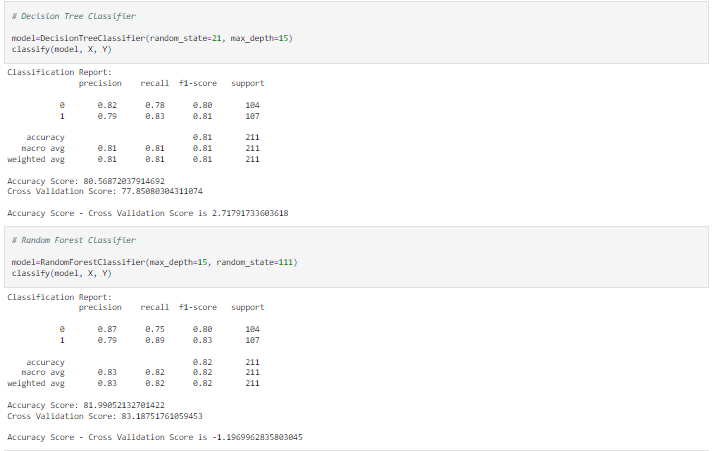 # Decision Tree Classifier
model=DecisionTreeClassifier(random_state=21, max_depth=15)
classify(model, X, Y)
Classification Report:
precision recall f1-score support
0 0.82 0.78 0.80 104
1 0.79 0.83 0.81 107
accuracy 0.81 211
macro avg 0.81 0.81 0.81 211
weighted avg 0.81 0.81 0.81 211
Accuracy Score: 80.56872037914692
Cross Validation Score: 77.85080304311074
Accuracy Score - Cross Validation Score is 2.71791733603618
# Random Forest Classifier
model=RandomForestClassifier(max_depth=15, random_state=111)
classify(model, X, Y)
Classification Report:
precision recall f1-score support
0 0.87 0.75 0.80 104
1 0.79 0.89 0.83 107
accuracy 0.82 211
macro avg 0.83 0.82 0.82 211
weighted avg 0.83 0.82 0.82 211
Accuracy Score: 81.99052132701422
Cross Validation Score: 83.18751761059453
Accuracy Score - Cross Validation Score is -1.1969962835803045